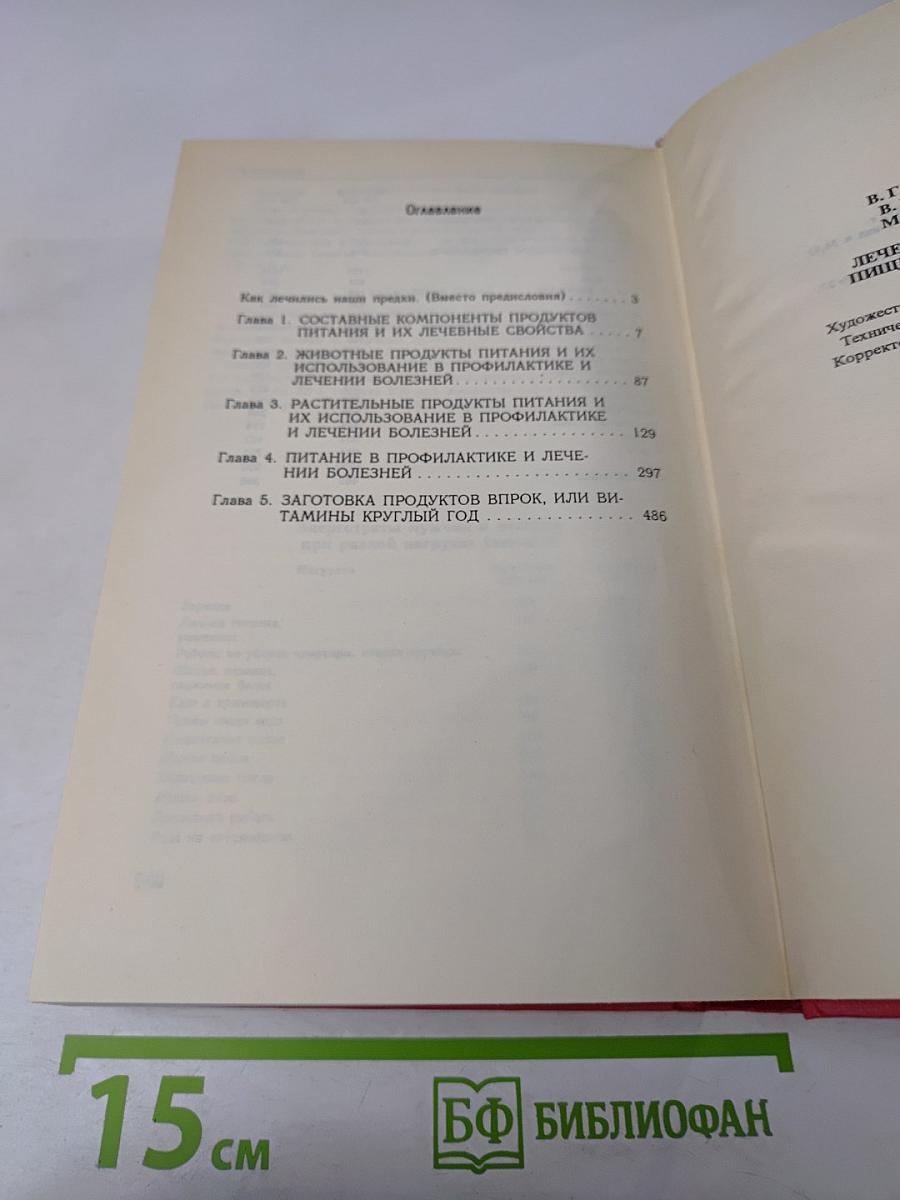 Оглавление
Как лечились наши предки. (Вместо предисловия) . . . . . . . 3
Глава 1. СОСТАВНЫЕ КОМПОНЕНТЫ ПРОДУКТОВ
ПИТАНИЯ И ИХ ЛЕЧЕБНЫЕ СВОЙСТВА . . . . . 7
Глава 2. ЖИВОТНЫЕ ПРОДУКТЫ ПИТАНИЯ И ИХ
ИСПОЛЬЗОВАНИЕ В ПРОФИЛАКТИКЕ И
ЛЕЧЕНИИ БОЛЕЗНЕЙ . . . . . . . . . . . . . . . . . . 87
Глава 3. РАСТИТЕЛЬНЫЕ ПРОДУКТЫ ПИТАНИЯ И
ИХ ИСПОЛЬЗОВАНИЕ В ПРОФИЛАКТИКЕ
И ЛЕЧЕНИИ БОЛЕЗНЕЙ . . . . . . . . . . . . . . . . 129
Глава 4. ПИТАНИЕ В ПРОФИЛАКТИКЕ И ЛЕЧЕ-
НИИ БОЛЕЗНЕЙ . . . . . . . . . . . . . . . . . . . . . . 297
Глава 5. ЗАГОТОВКА ПРОДУКТОВ ВПРОК, ИЛИ ВИ-
ТАМИНЫ КРУГЛЫЙ ГОД . . . . . . . . . . . . . . . 486
В. Г
В.
М
ЛЕЧЕ
ПИЩ
Художест
Техниче
Корректо
15 см
БФ БИБЛИОФАН